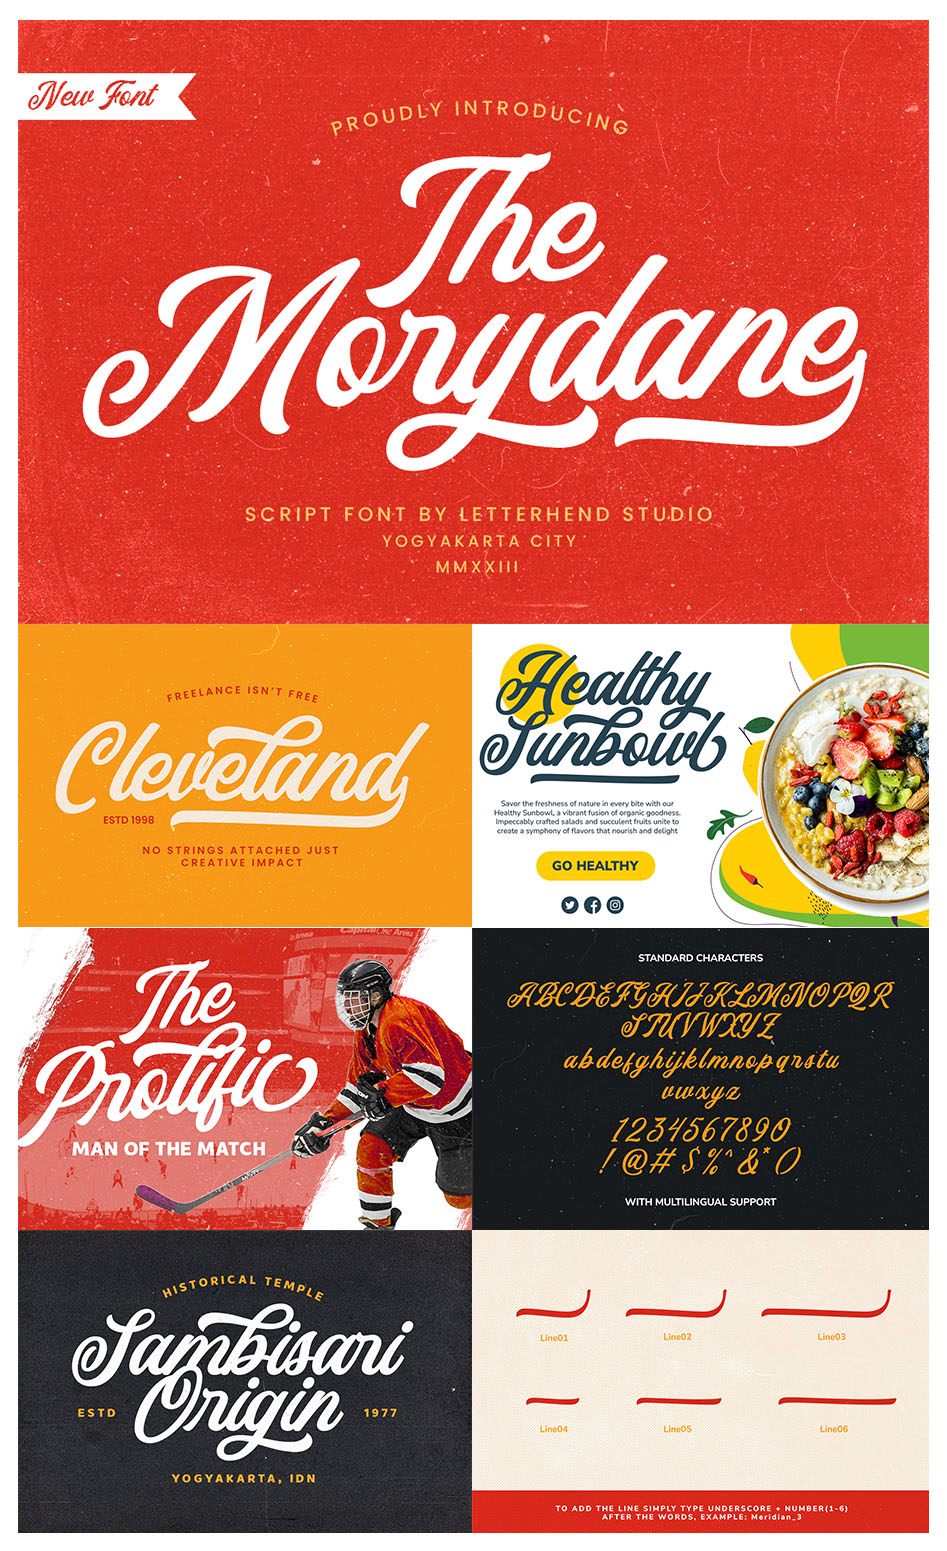 New Font
PROUDLY INTRODUCING
The
Morydane
SCRIPT FONT BY LETTERHEND STUDIO
YOGYAKARTA CITY
MMXXIII
FREELANCE ISN'T FREE
Cleveland
ESTD 1998
NO STRINGS ATTACHED JUST
CREATIVE IMPACT
Healthy
Sunbowl
Savor the freshness of nature in every bite with our
Healthy Sunbowl, a vibrant fusion of organic goodness.
Impeccably crafted salads and succulent fruits unite to
create a symphony of flavors that nourish and delight
GO HEALTHY
The
Prolific
MAN OF THE MATCH
STANDARD CHARACTERS
ABCDEFGHIJKLMNOPQR
STUVWXYZ
abdefghijklmnopqrstu
vwxyz
1234567890
!@#$%^&*()
WITH MULTILINGUAL SUPPORT
HISTORICAL TEMPLE
Sambisari
Origin
ESTD 1977
YOGYAKARTA, IDN
Line01 Line02 Line03
Line04 Line05 Line06
TO ADD THE LINE SIMPLY TYPE UNDERSCORE + NUMBER(1-6)
AFTER THE WORDS, EXAMPLE: Meridian_3